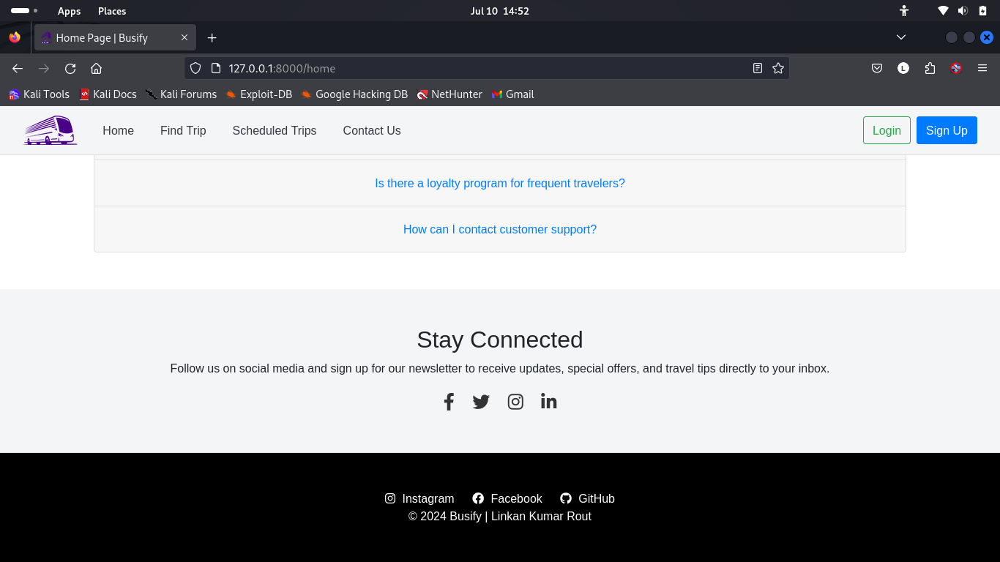 Apps Places Jul 10 14:52
Home Page | Busify
127.0.0.1:8000/home
Kali Tools Kali Docs Kali Forums Exploit-DB Google Hacking DB NetHunter Gmail
Home Find Trip Scheduled Trips Contact Us Login Sign Up
Is there a loyalty program for frequent travelers?
How can I contact customer support?
Stay Connected
Follow us on social media and sign up for our newsletter to receive updates, special offers, and travel tips directly to your inbox.
Instagram Facebook GitHub
© 2024 Busify | Linkan Kumar Rout